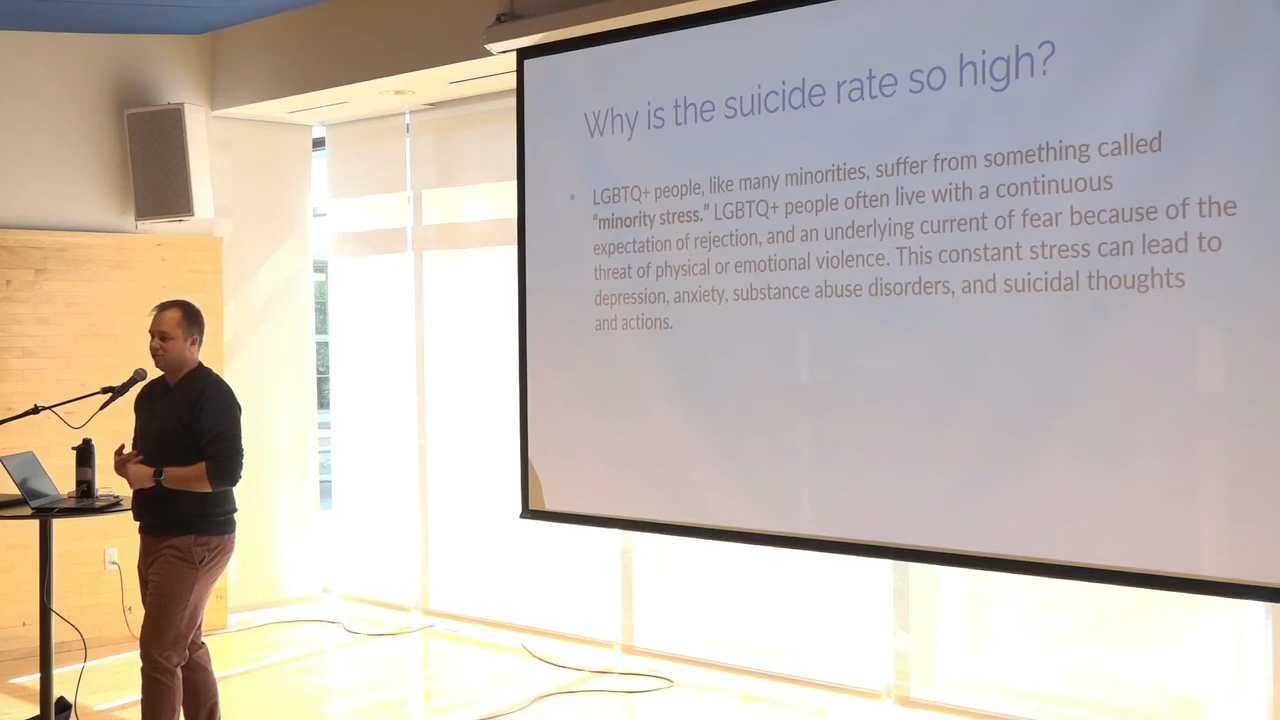 Why is the suicide rate so high?
• LGBTQ+ people, like many minorities, suffer from something called
“minority stress.” LGBTQ+ people often live with a continuous
expectation of rejection, and an underlying current of fear because of the
threat of physical or emotional violence. This constant stress can lead to
depression, anxiety, substance abuse disorders, and suicidal thoughts
and actions.